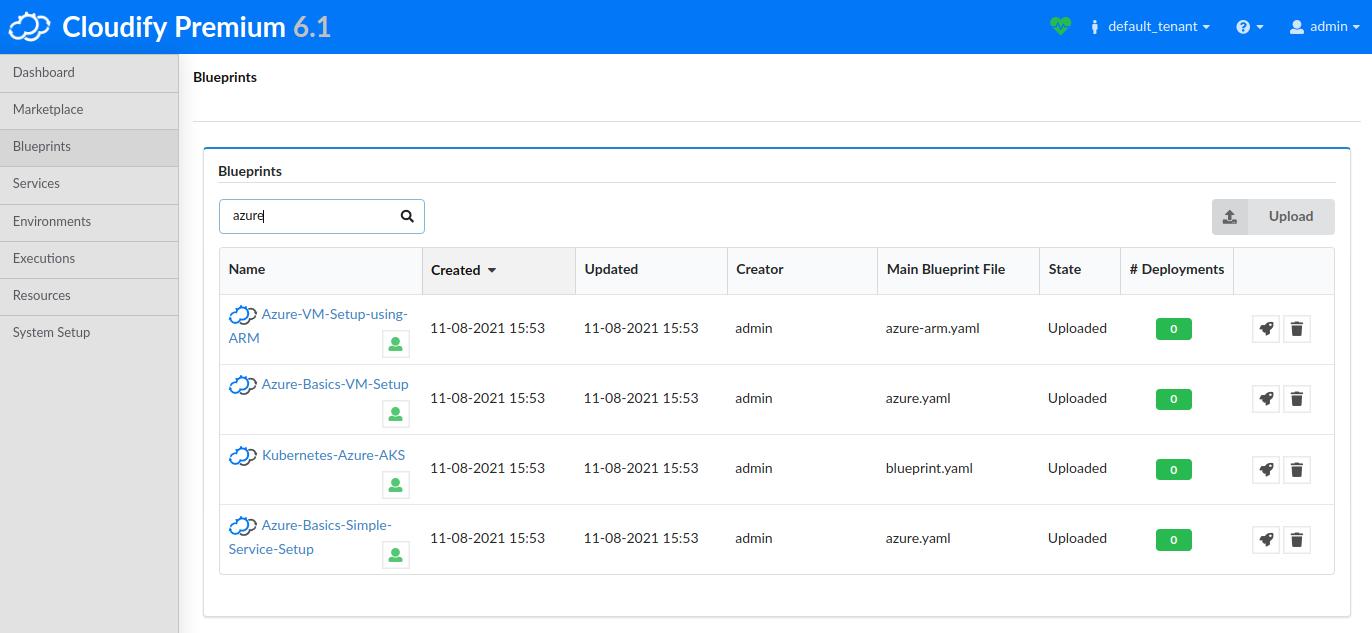 Cloudify Premium 6.1
default_tenant
admin
Dashboard
Marketplace
Blueprints
Services
Environments
Executions
Resources
System Setup
Blueprints
Blueprints
azure
Upload
Name Created Updated Creator Main Blueprint File State # Deployments
Azure-VM-Setup-using-
ARM
11-08-2021 15:53 11-08-2021 15:53 admin azure-arm.yaml Uploaded 0
Azure-Basics-VM-Setup
11-08-2021 15:53 11-08-2021 15:53 admin azure.yaml Uploaded 0
Kubernetes-Azure-AKS
11-08-2021 15:53 11-08-2021 15:53 admin blueprint.yaml Uploaded 0
Azure-Basics-Simple-
Service-Setup
11-08-2021 15:53 11-08-2021 15:53 admin azure.yaml Uploaded 0